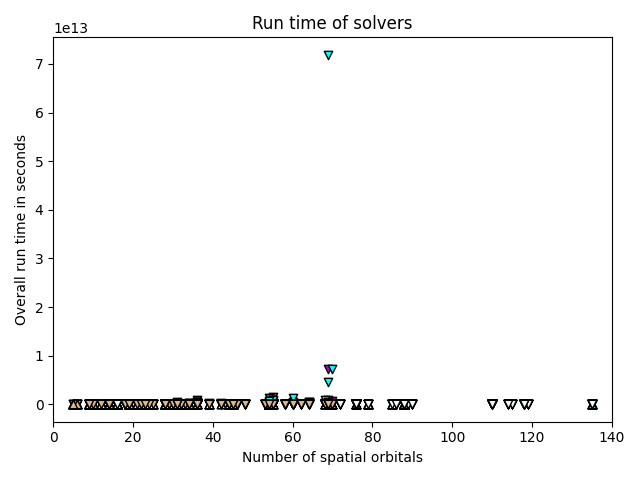 Run time of solvers
1e13
7
6
5
4
3
2
1
0
Overall run time in seconds
0 20 40 60 80 100 120 140
Number of spatial orbitals